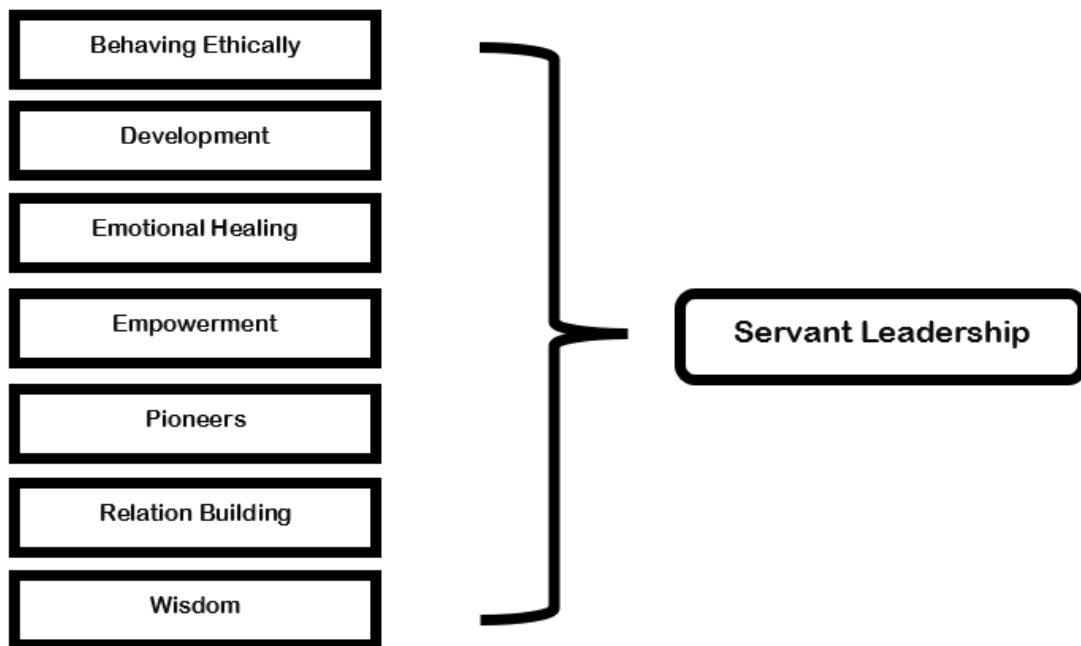 Behaving Ethically
Development
Emotional Healing
Empowerment
Pioneers
Relation Building
Wisdom
Servant Leadership